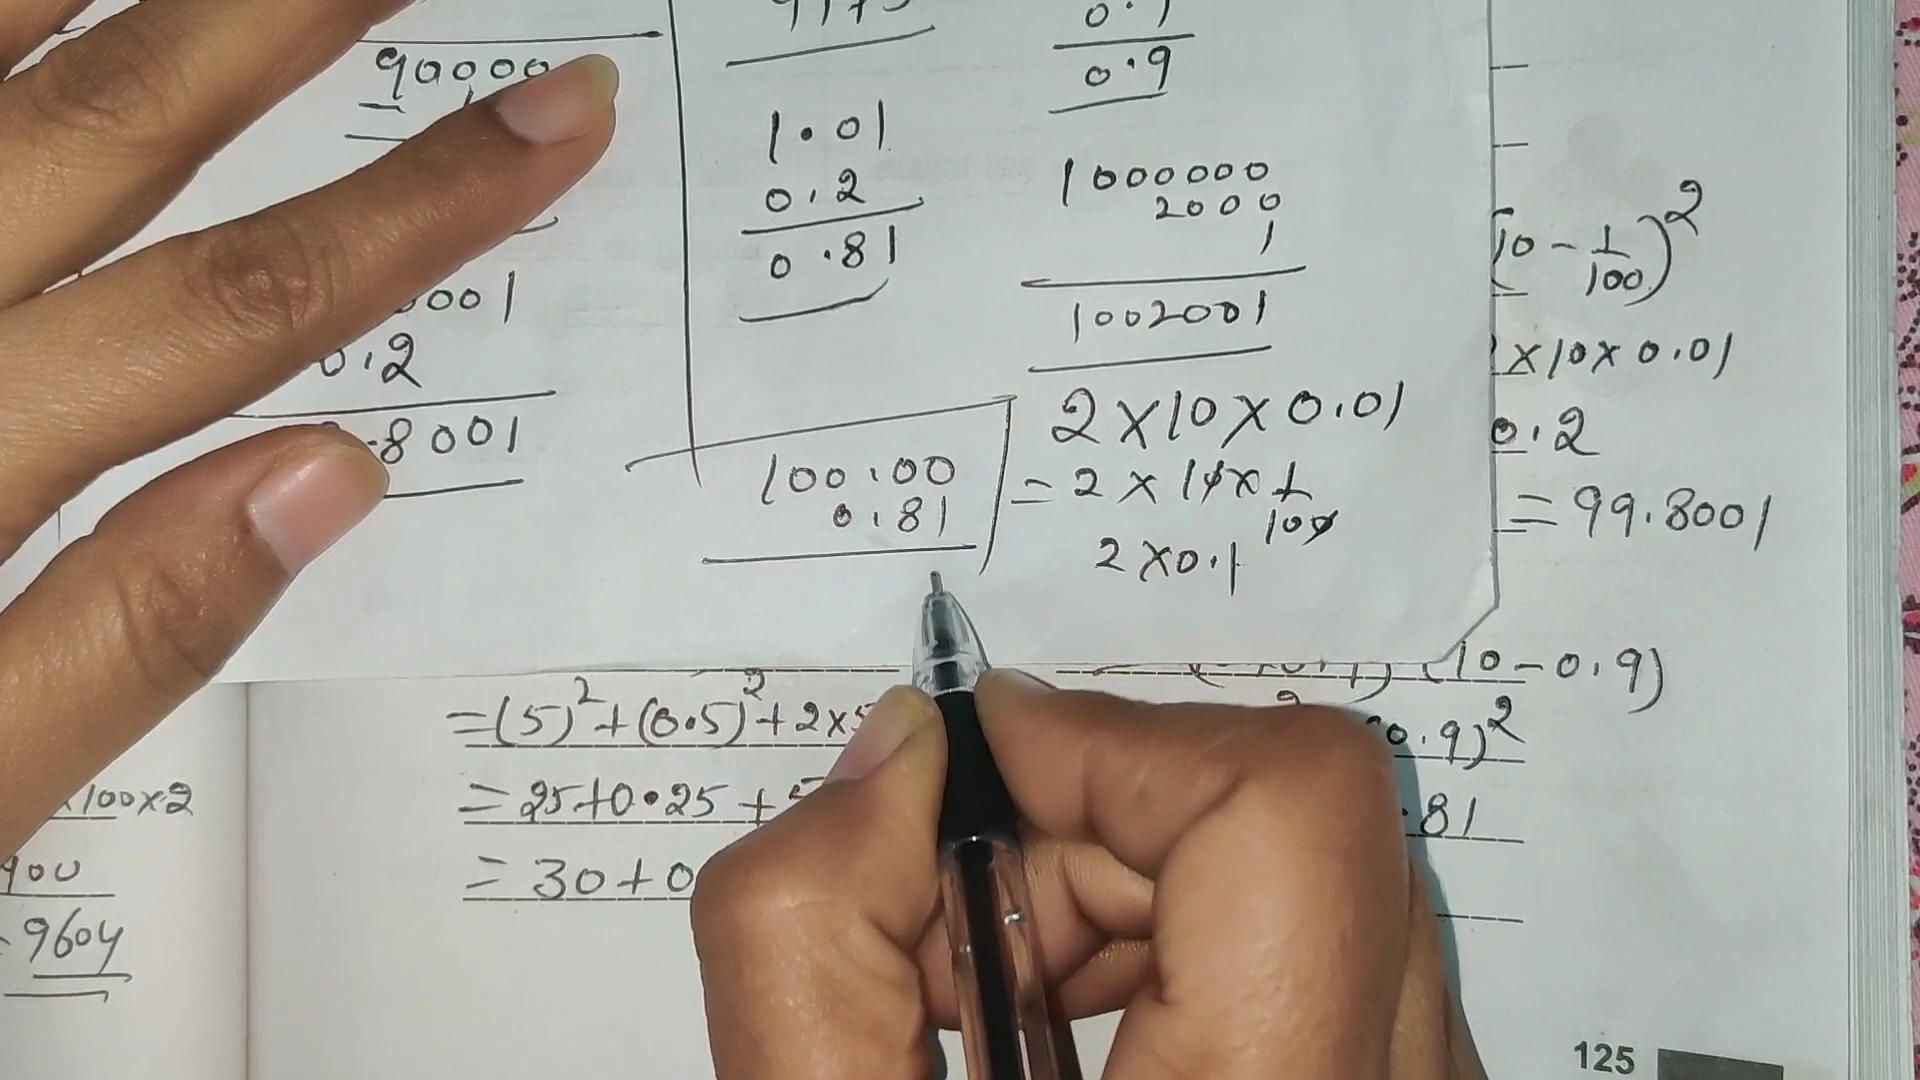 90000
001
0.2
.8001
1.01
0.2
0.81
0.9
1000000
2000
1
1002001
100.00
0.81
2 × 10 × 0.01
= 2 × 10 × 1/100
2 × 0.1
(10 - 1/100)²
× 10 × 0.01
0.2
= 99.8001
(10 - 0.9)
0.9)²
.81
= (5)² + (0.5)² + 2×5
= 25 + 0.25 +
= 30 + 0
×100×2
400
9604
125